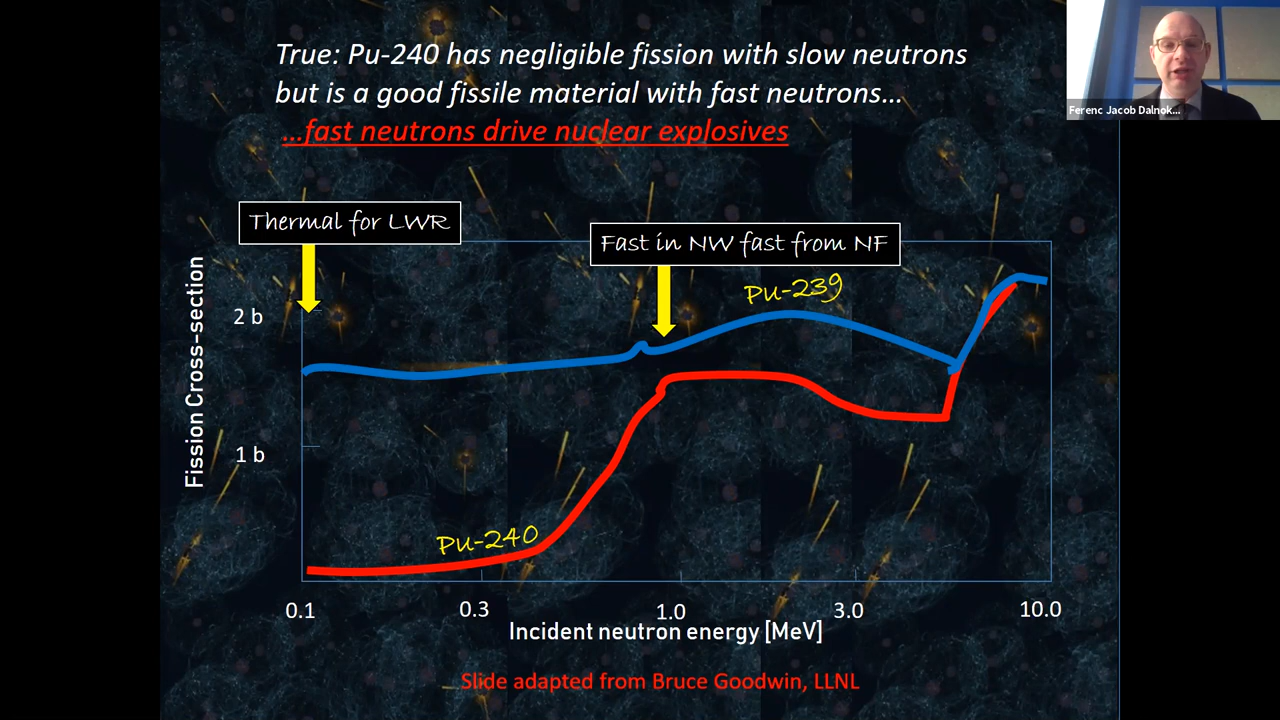 True: Pu-240 has negligible fission with slow neutrons
but is a good fissile material with fast neutrons...
...fast neutrons drive nuclear explosives
Ferenc Jacob Dalnok...
Thermal for LWR
Fast in NW fast from NF
Pu-239
Fission Cross-section
2 b
1 b
Pu-240
0.1
0.3
1.0
3.0
10.0
Incident neutron energy [MeV]
Slide adapted from Bruce Goodwin, LLNL